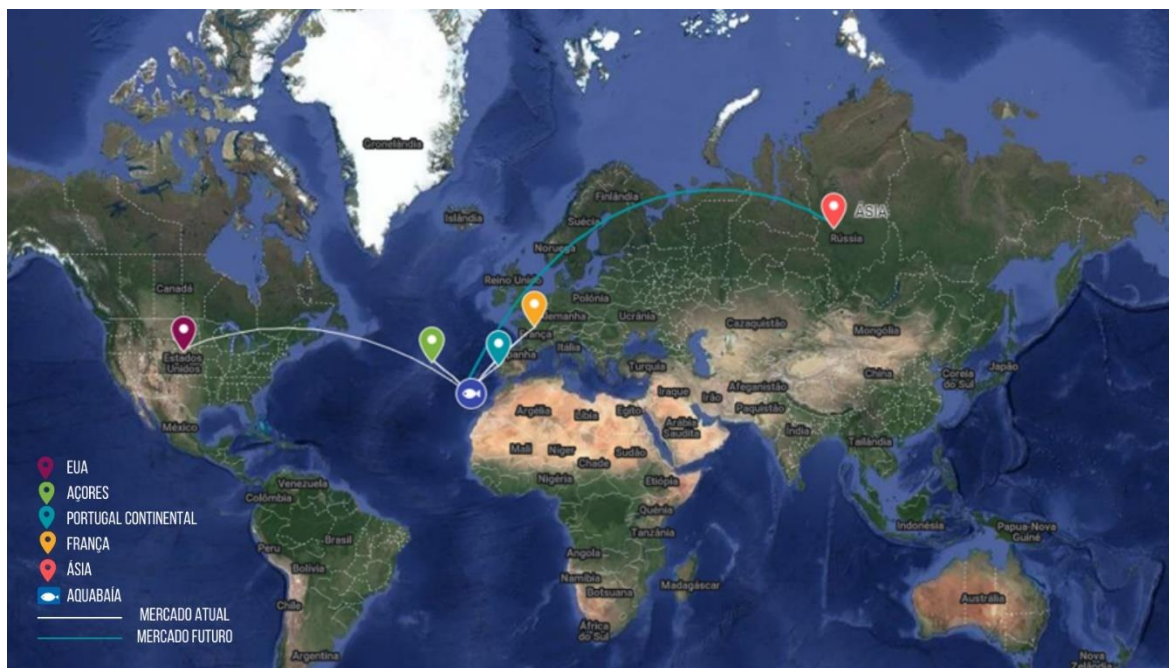 Gronelândia
Islândia
Finlândia
Suécia
Noruega
ÁSIA
Rússia
Canadá
Reino Unido
Polónia
lemanha
Ucrânia
Cazaquistão
Mongólia
França
Estados
Unidos
panha
Itália
Turquia
China
Coreia
do Sul
Japão
Iraque
Irão
Afeganistão
Paquistão
México
Argélia
Líbia
Egito
Arábia
Saudita
Índia
Tailândia
Mali
Níger
Chade
Sudão
Nigéria
Etiópia
Venezuela
Colômbia
Quénia
Tanzânia
Indonésia
Papua-Nova
Guiné
Peru
Brasil
Bolívia
Angola
Namíbia
Botsuana
Madagáscar
Chile
África
do Sul
Austrália
Argentina
Nova
EUA
AÇORES
PORTUGAL CONTINENTAL
FRANÇA
ÁSIA
AQUABAÍA
MERCADO ATUAL
MERCADO FUTURO